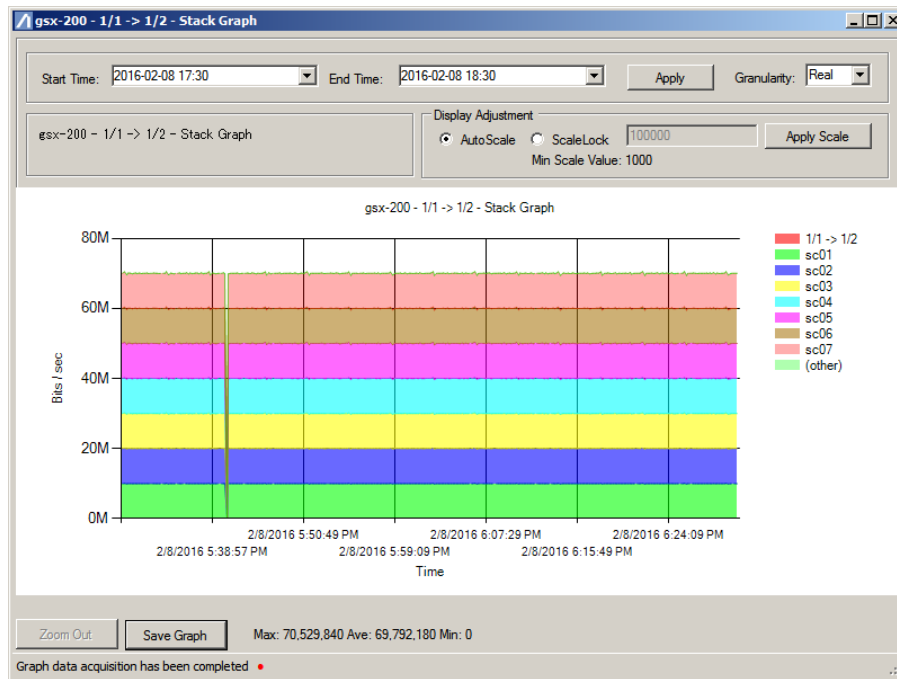 gsx-200 - 1/1 -> 1/2 - Stack Graph
Start Time: 2016-02-08 17:30 End Time: 2016-02-08 18:30 Apply Granularity: Real
gsx-200 - 1/1 -> 1/2 - Stack Graph
Display Adjustment
AutoScale ScaleLock 100000 Apply Scale
Min Scale Value: 1000
gsx-200 - 1/1 -> 1/2 - Stack Graph
80M
60M
40M
20M
0M
Bits / sec
1/1 -> 1/2
sc01
sc02
sc03
sc04
sc05
sc06
sc07
(other)
2/8/2016 5:50:49 PM 2/8/2016 6:07:29 PM 2/8/2016 6:24:09 PM
2/8/2016 5:38:57 PM 2/8/2016 5:59:09 PM 2/8/2016 6:15:49 PM
Time
Zoom Out Save Graph Max: 70,529,840 Ave: 69,792,180 Min: 0
Graph data acquisition has been completed